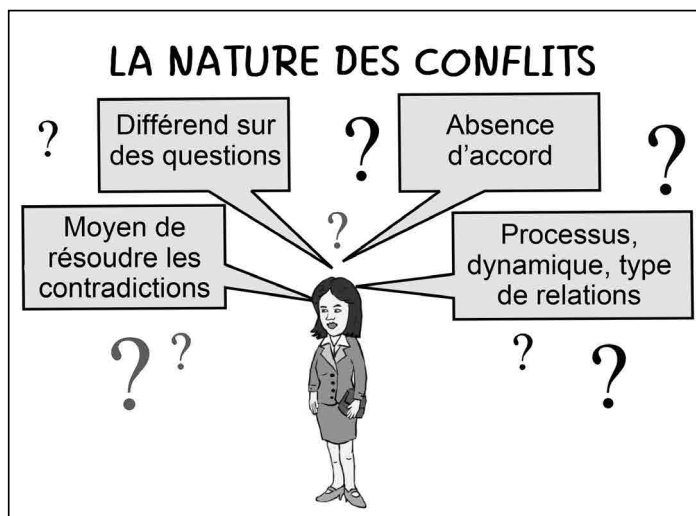 LA NATURE DES CONFLITS
?
Différend sur
des questions
?
Absence
d'accord
?
?
Moyen de
résoudre les
contradictions
Processus,
dynamique, type
de relations
?
?
?
?